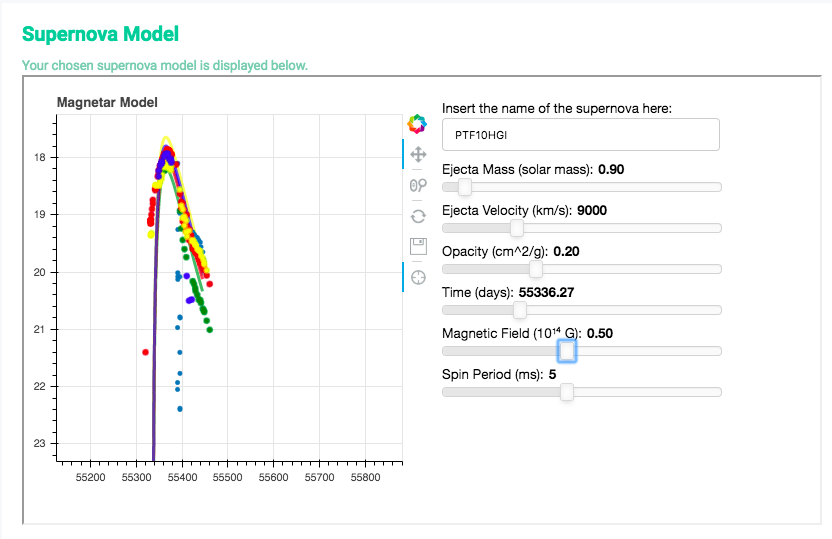 Supernova Model
Your chosen supernova model is displayed below.
Magnetar Model
18
19
20
21
22
23
55200 55300 55400 55500 55600 55700 55800
Insert the name of the supernova here:
PTF10HGI
Ejecta Mass (solar mass): 0.90
Ejecta Velocity (km/s): 9000
Opacity (cm^2/g): 0.20
Time (days): 55336.27
Magnetic Field (10¹⁴ G): 0.50
Spin Period (ms): 5